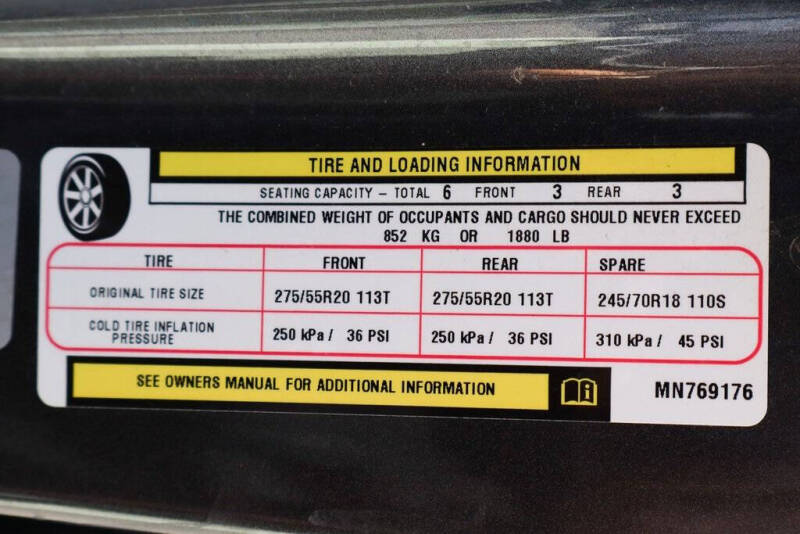 TIRE AND LOADING INFORMATION
SEATING CAPACITY – TOTAL 6 FRONT 3 REAR 3
THE COMBINED WEIGHT OF OCCUPANTS AND CARGO SHOULD NEVER EXCEED
852 KG OR 1880 LB
TIRE FRONT REAR SPARE
ORIGINAL TIRE SIZE 275/55R20 113T 275/55R20 113T 245/70R18 110S
COLD TIRE INFLATION
PRESSURE 250 kPa / 36 PSI 250 kPa / 36 PSI 310 kPa / 45 PSI
SEE OWNERS MANUAL FOR ADDITIONAL INFORMATION
MN769176